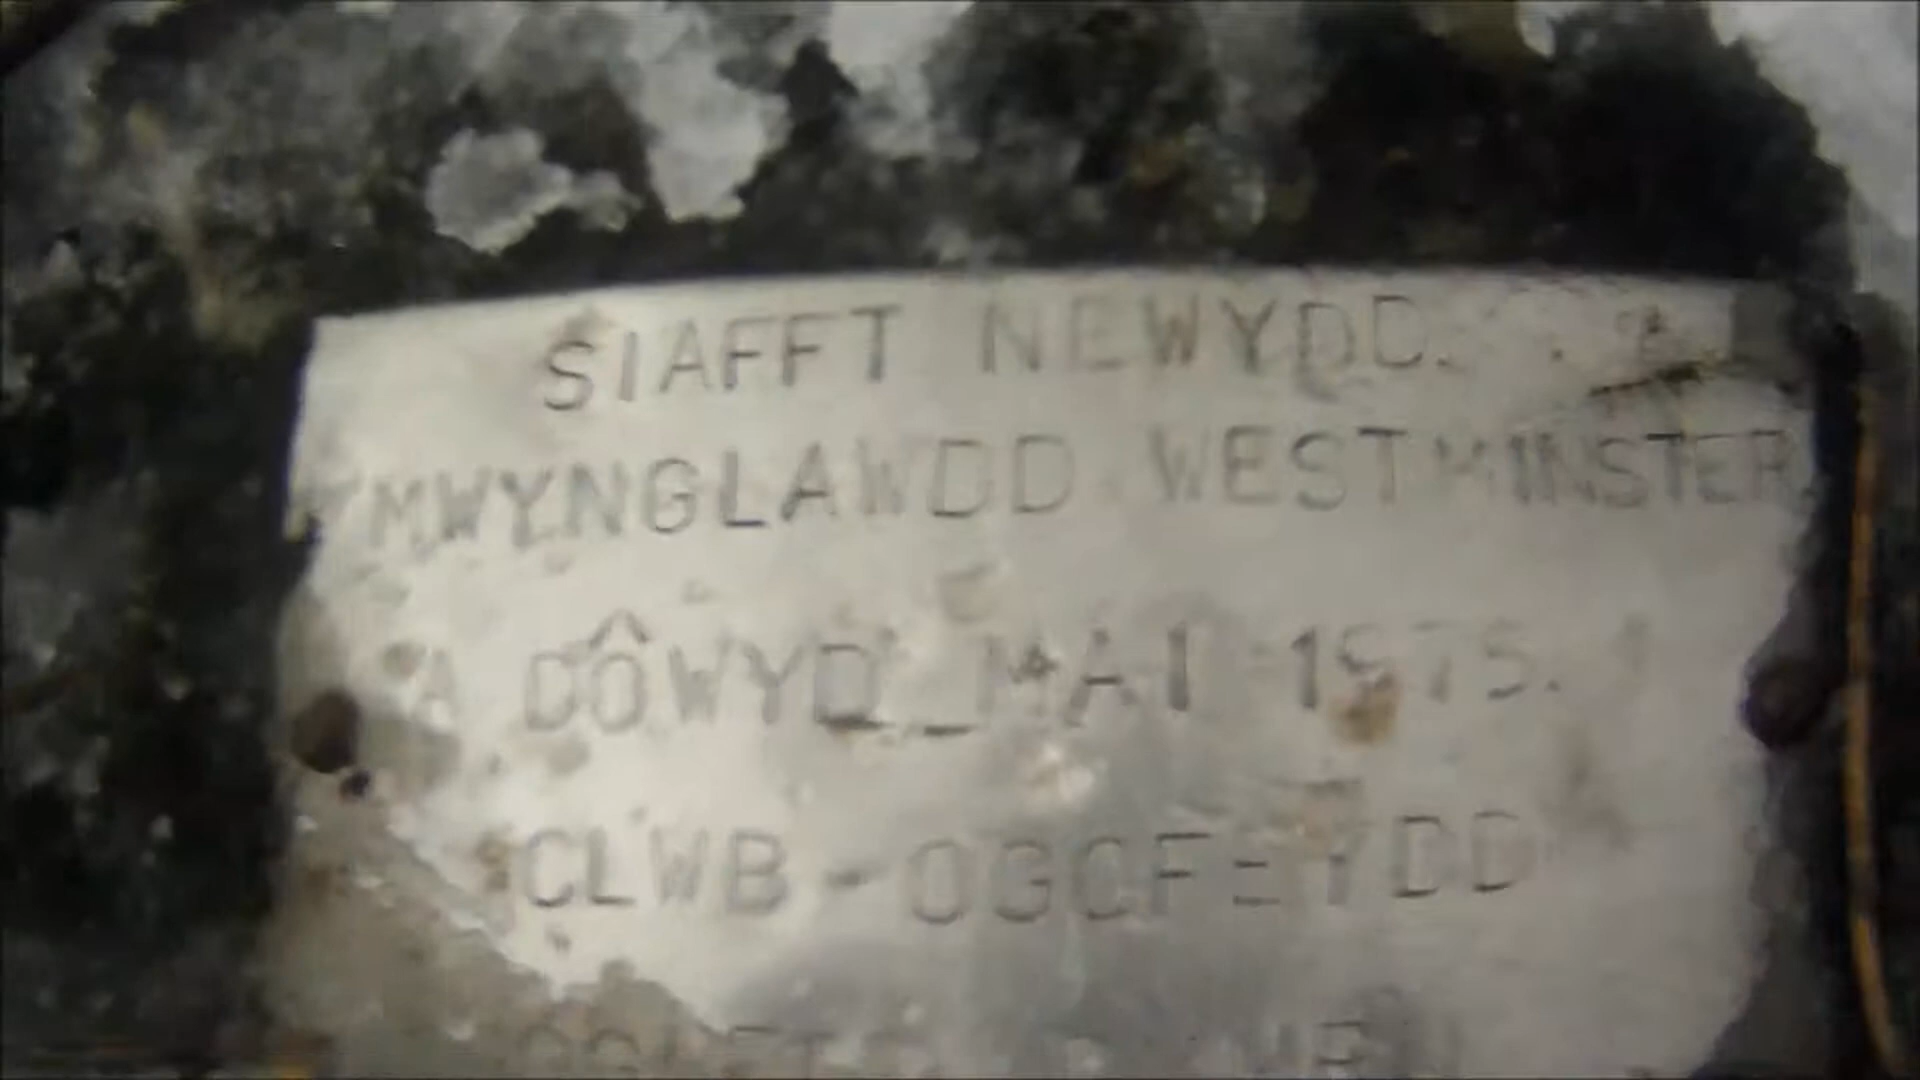 SIAFFT NEWYDD.
MWYNGLAWDD WESTMINSTER
A DÔWYD MAI 1975.
CLWB - OGOFEYDD